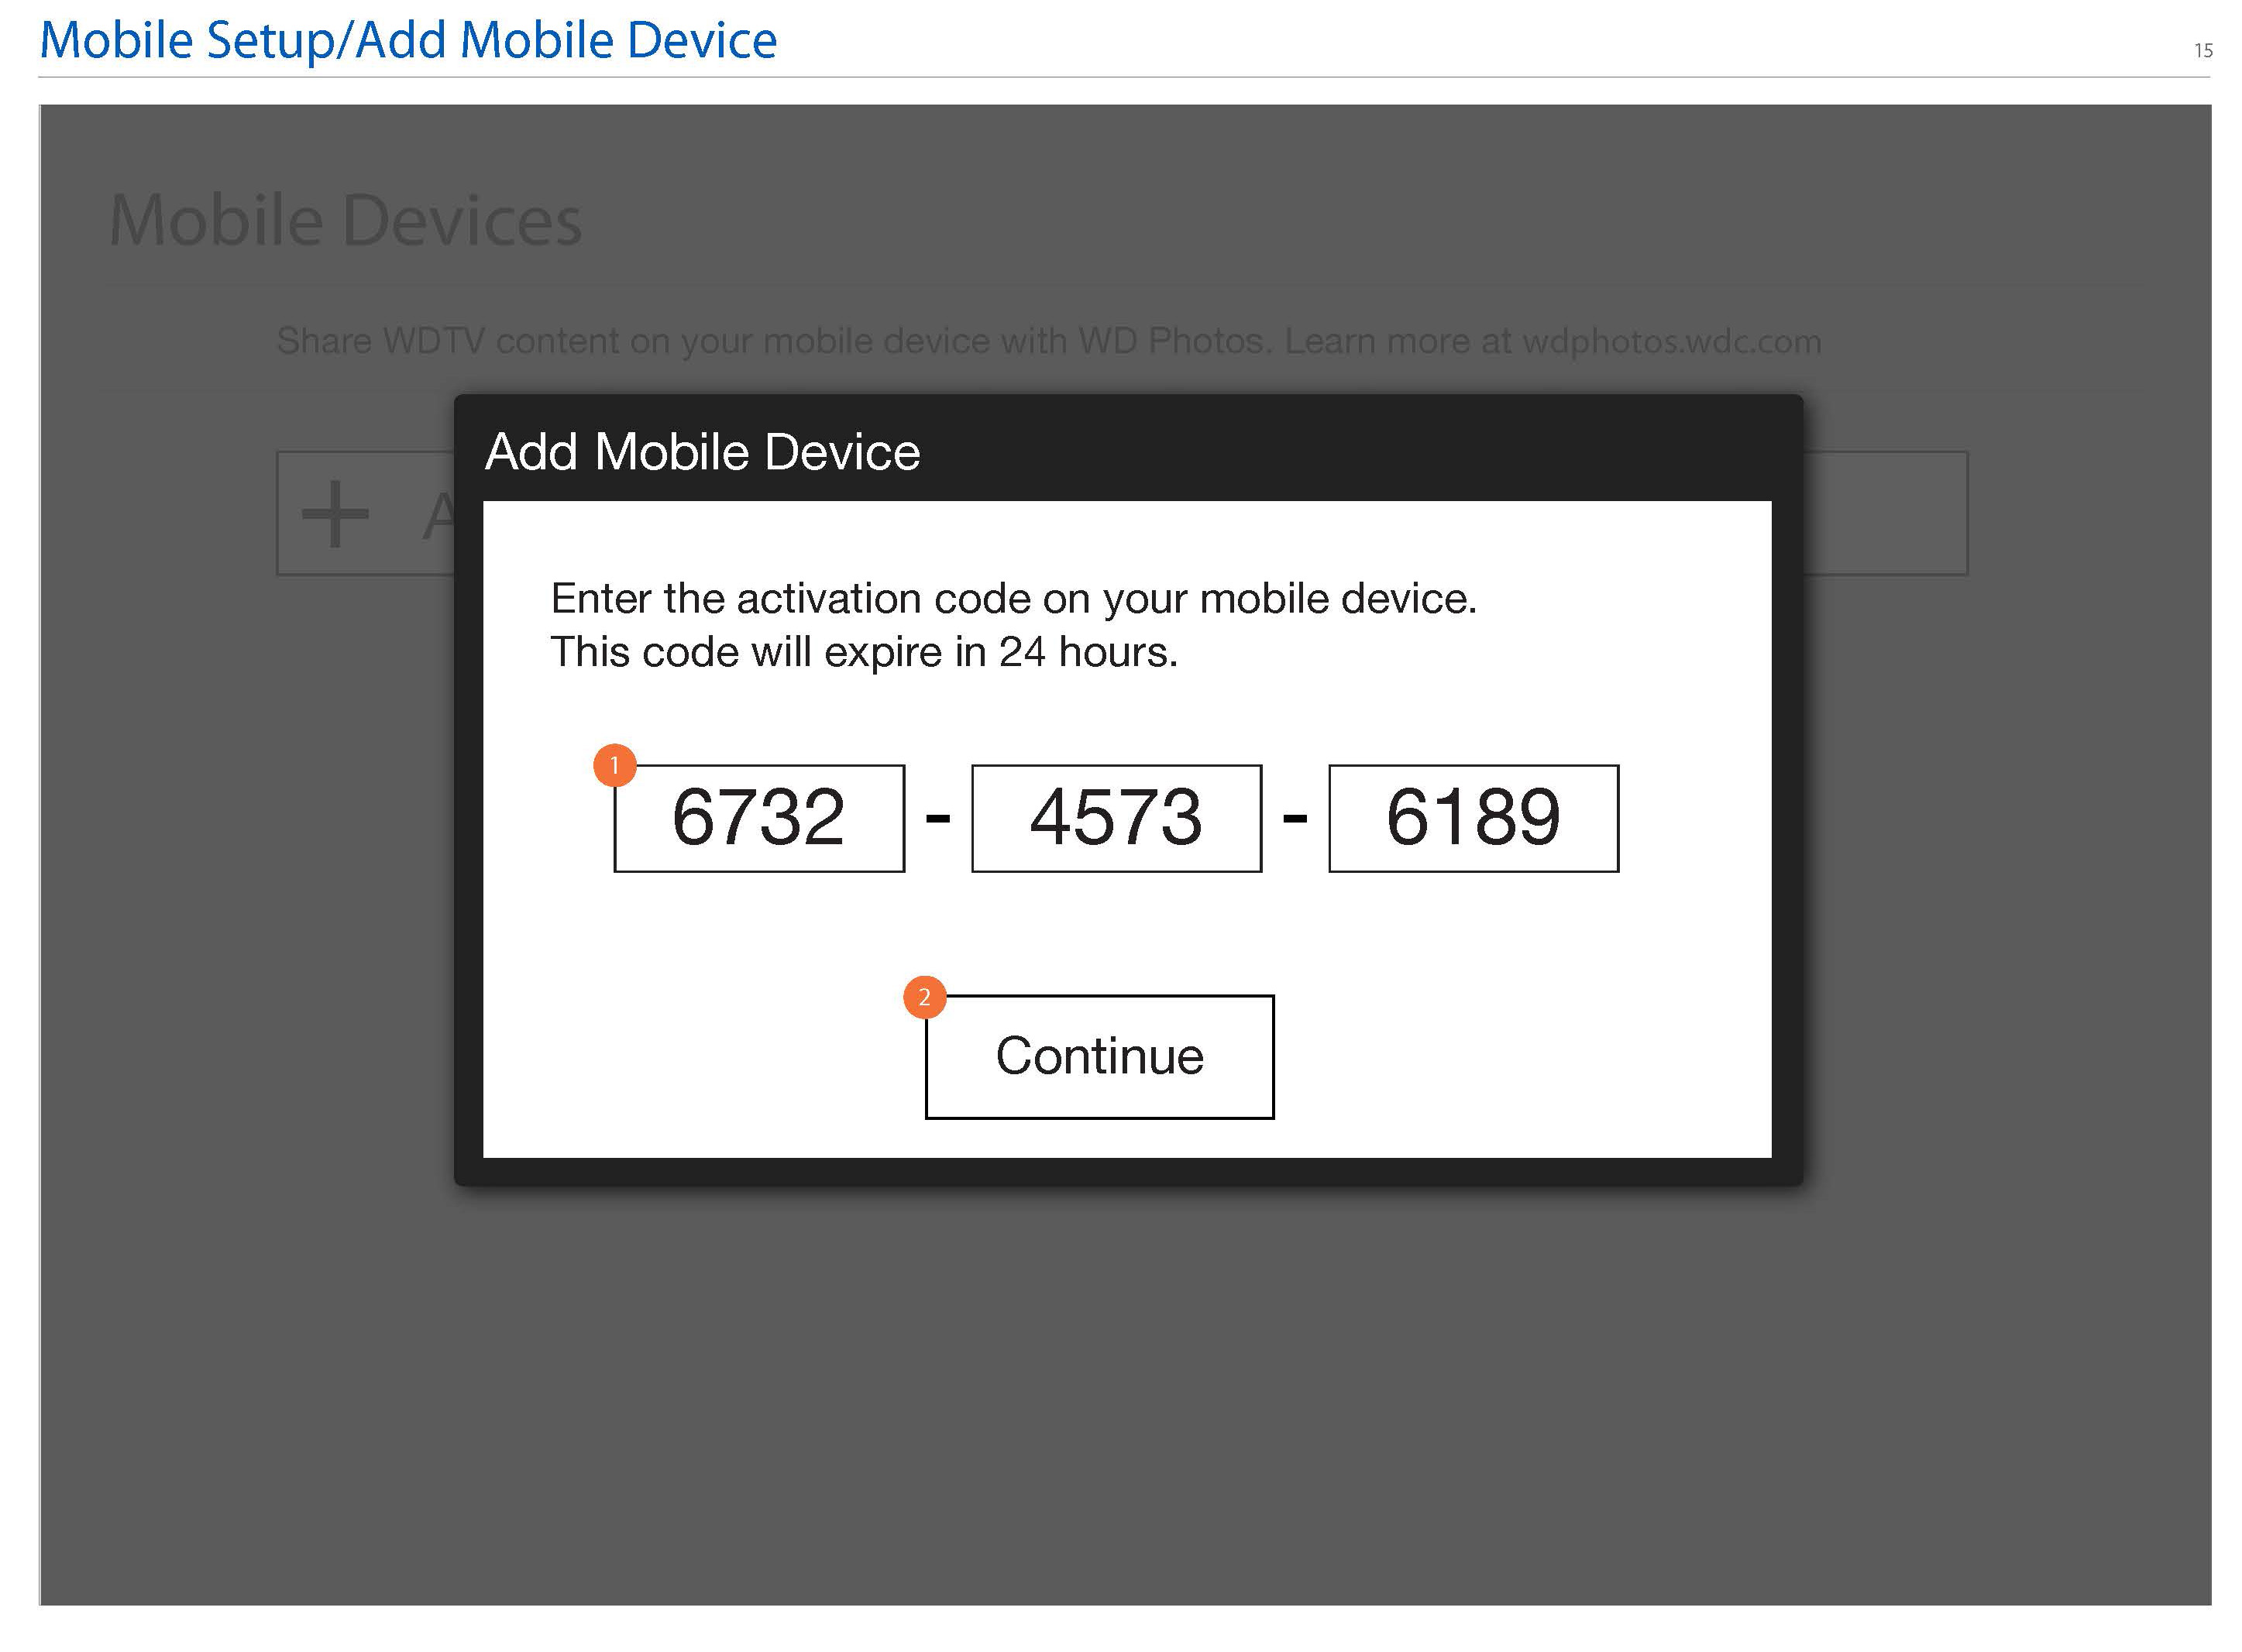 Mobile Setup/Add Mobile Device
15
Mobile Devices
Share WDTV content on your mobile device with WD Photos. Learn more at wdphotos.wdc.com
+ A
Add Mobile Device
Enter the activation code on your mobile device.
This code will expire in 24 hours.
1
6732 - 4573 - 6189
2
Continue